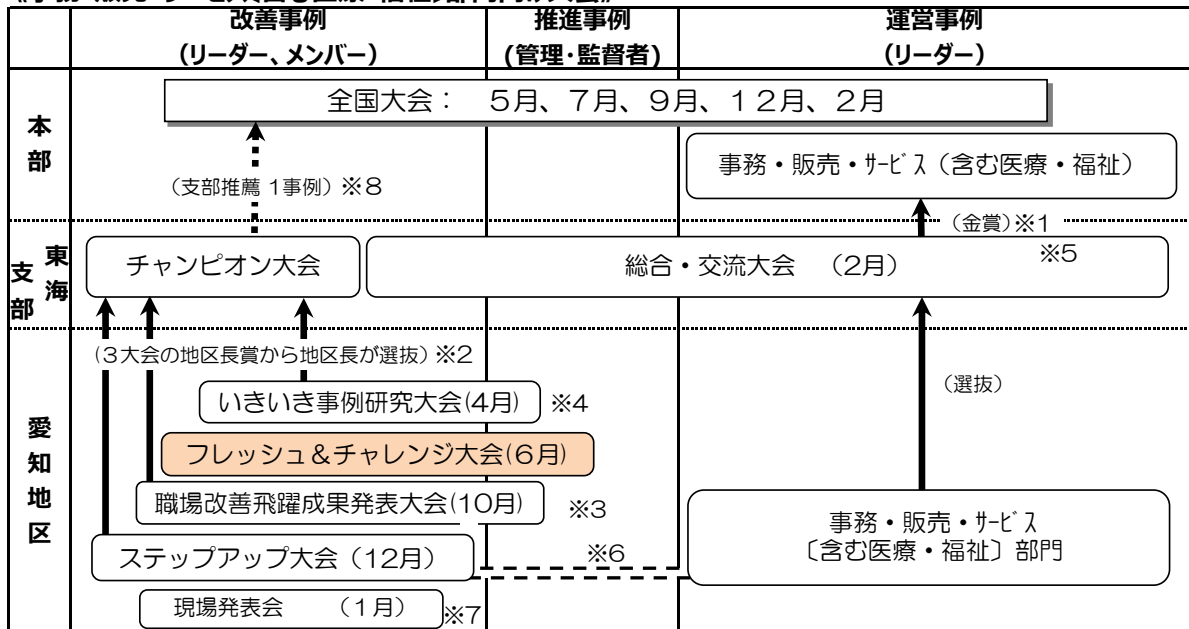 改善事例 推進事例 運営事例
(リーダー、メンバー) (管理・監督者) (リーダー)
本部
全国大会： ５月、７月、９月、１２月、２月
事務・販売・ｻｰﾋﾞｽ（含む医療・福祉）
（支部推薦 1事例）※８
（金賞）※１
東海
支部
チャンピオン大会
総合・交流大会 （２月）
※５
（３大会の地区長賞から地区長が選抜）※２
（選抜）
愛知地区
いきいき事例研究大会(４月) ※４
フレッシュ＆チャレンジ大会(６月)
職場改善飛躍成果発表大会(１０月) ※３
ステップアップ大会（１２月）
※６
事務・販売・ｻｰﾋﾞｽ
〔含む医療・福祉〕部門
現場発表会 （１月） ※７